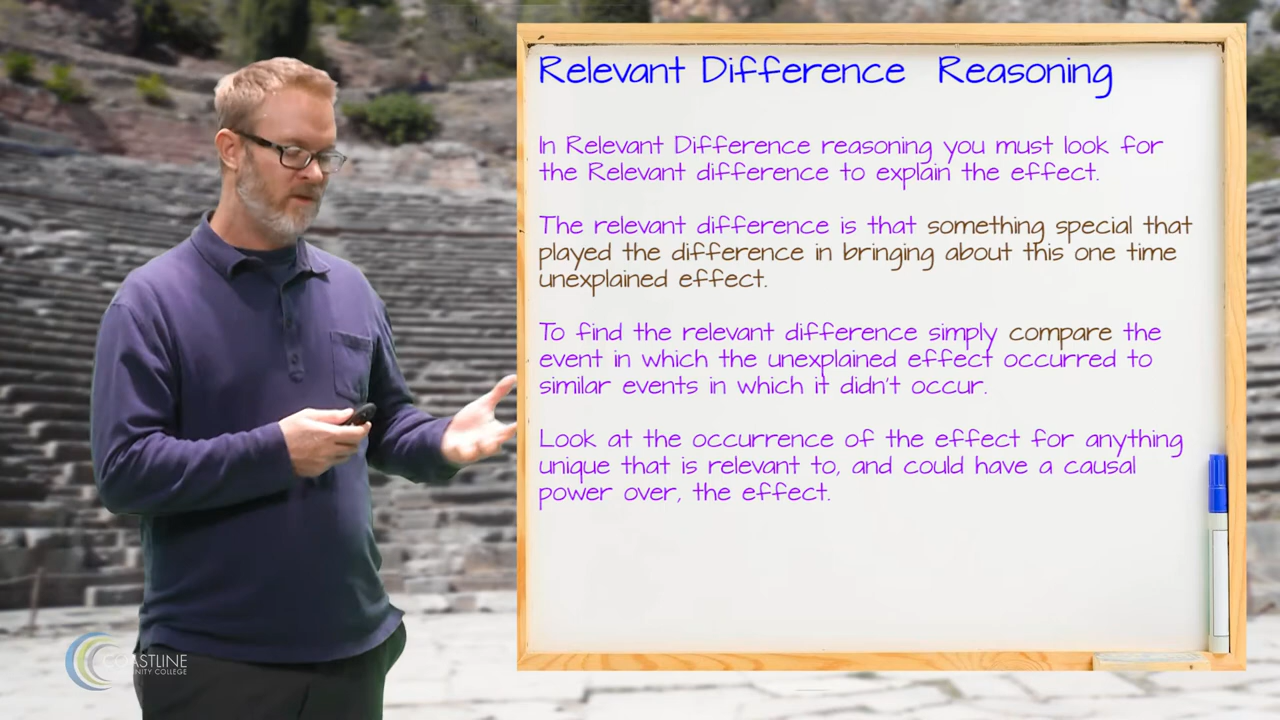 Relevant Difference Reasoning
In Relevant Difference reasoning you must look for
the Relevant difference to explain the effect.
The relevant difference is that something special that
played the difference in bringing about this one time
unexplained effect.
To find the relevant difference simply compare the
event in which the unexplained effect occurred to
similar events in which it didn't occur.
Look at the occurrence of the effect for anything
unique that is relevant to, and could have a causal
power over, the effect.
COASTLINE
COLLEGE